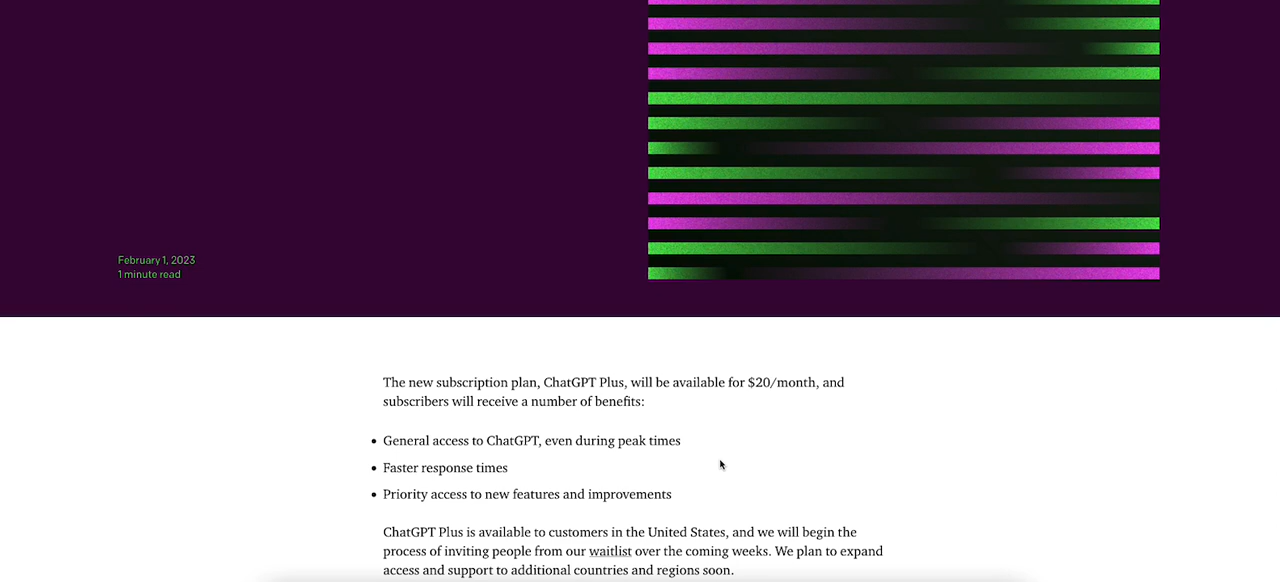 February 1, 2023
1 minute read
The new subscription plan, ChatGPT Plus, will be available for $20/month, and
subscribers will receive a number of benefits:
• General access to ChatGPT, even during peak times
• Faster response times
• Priority access to new features and improvements
ChatGPT Plus is available to customers in the United States, and we will begin the
process of inviting people from our waitlist over the coming weeks. We plan to expand
access and support to additional countries and regions soon.